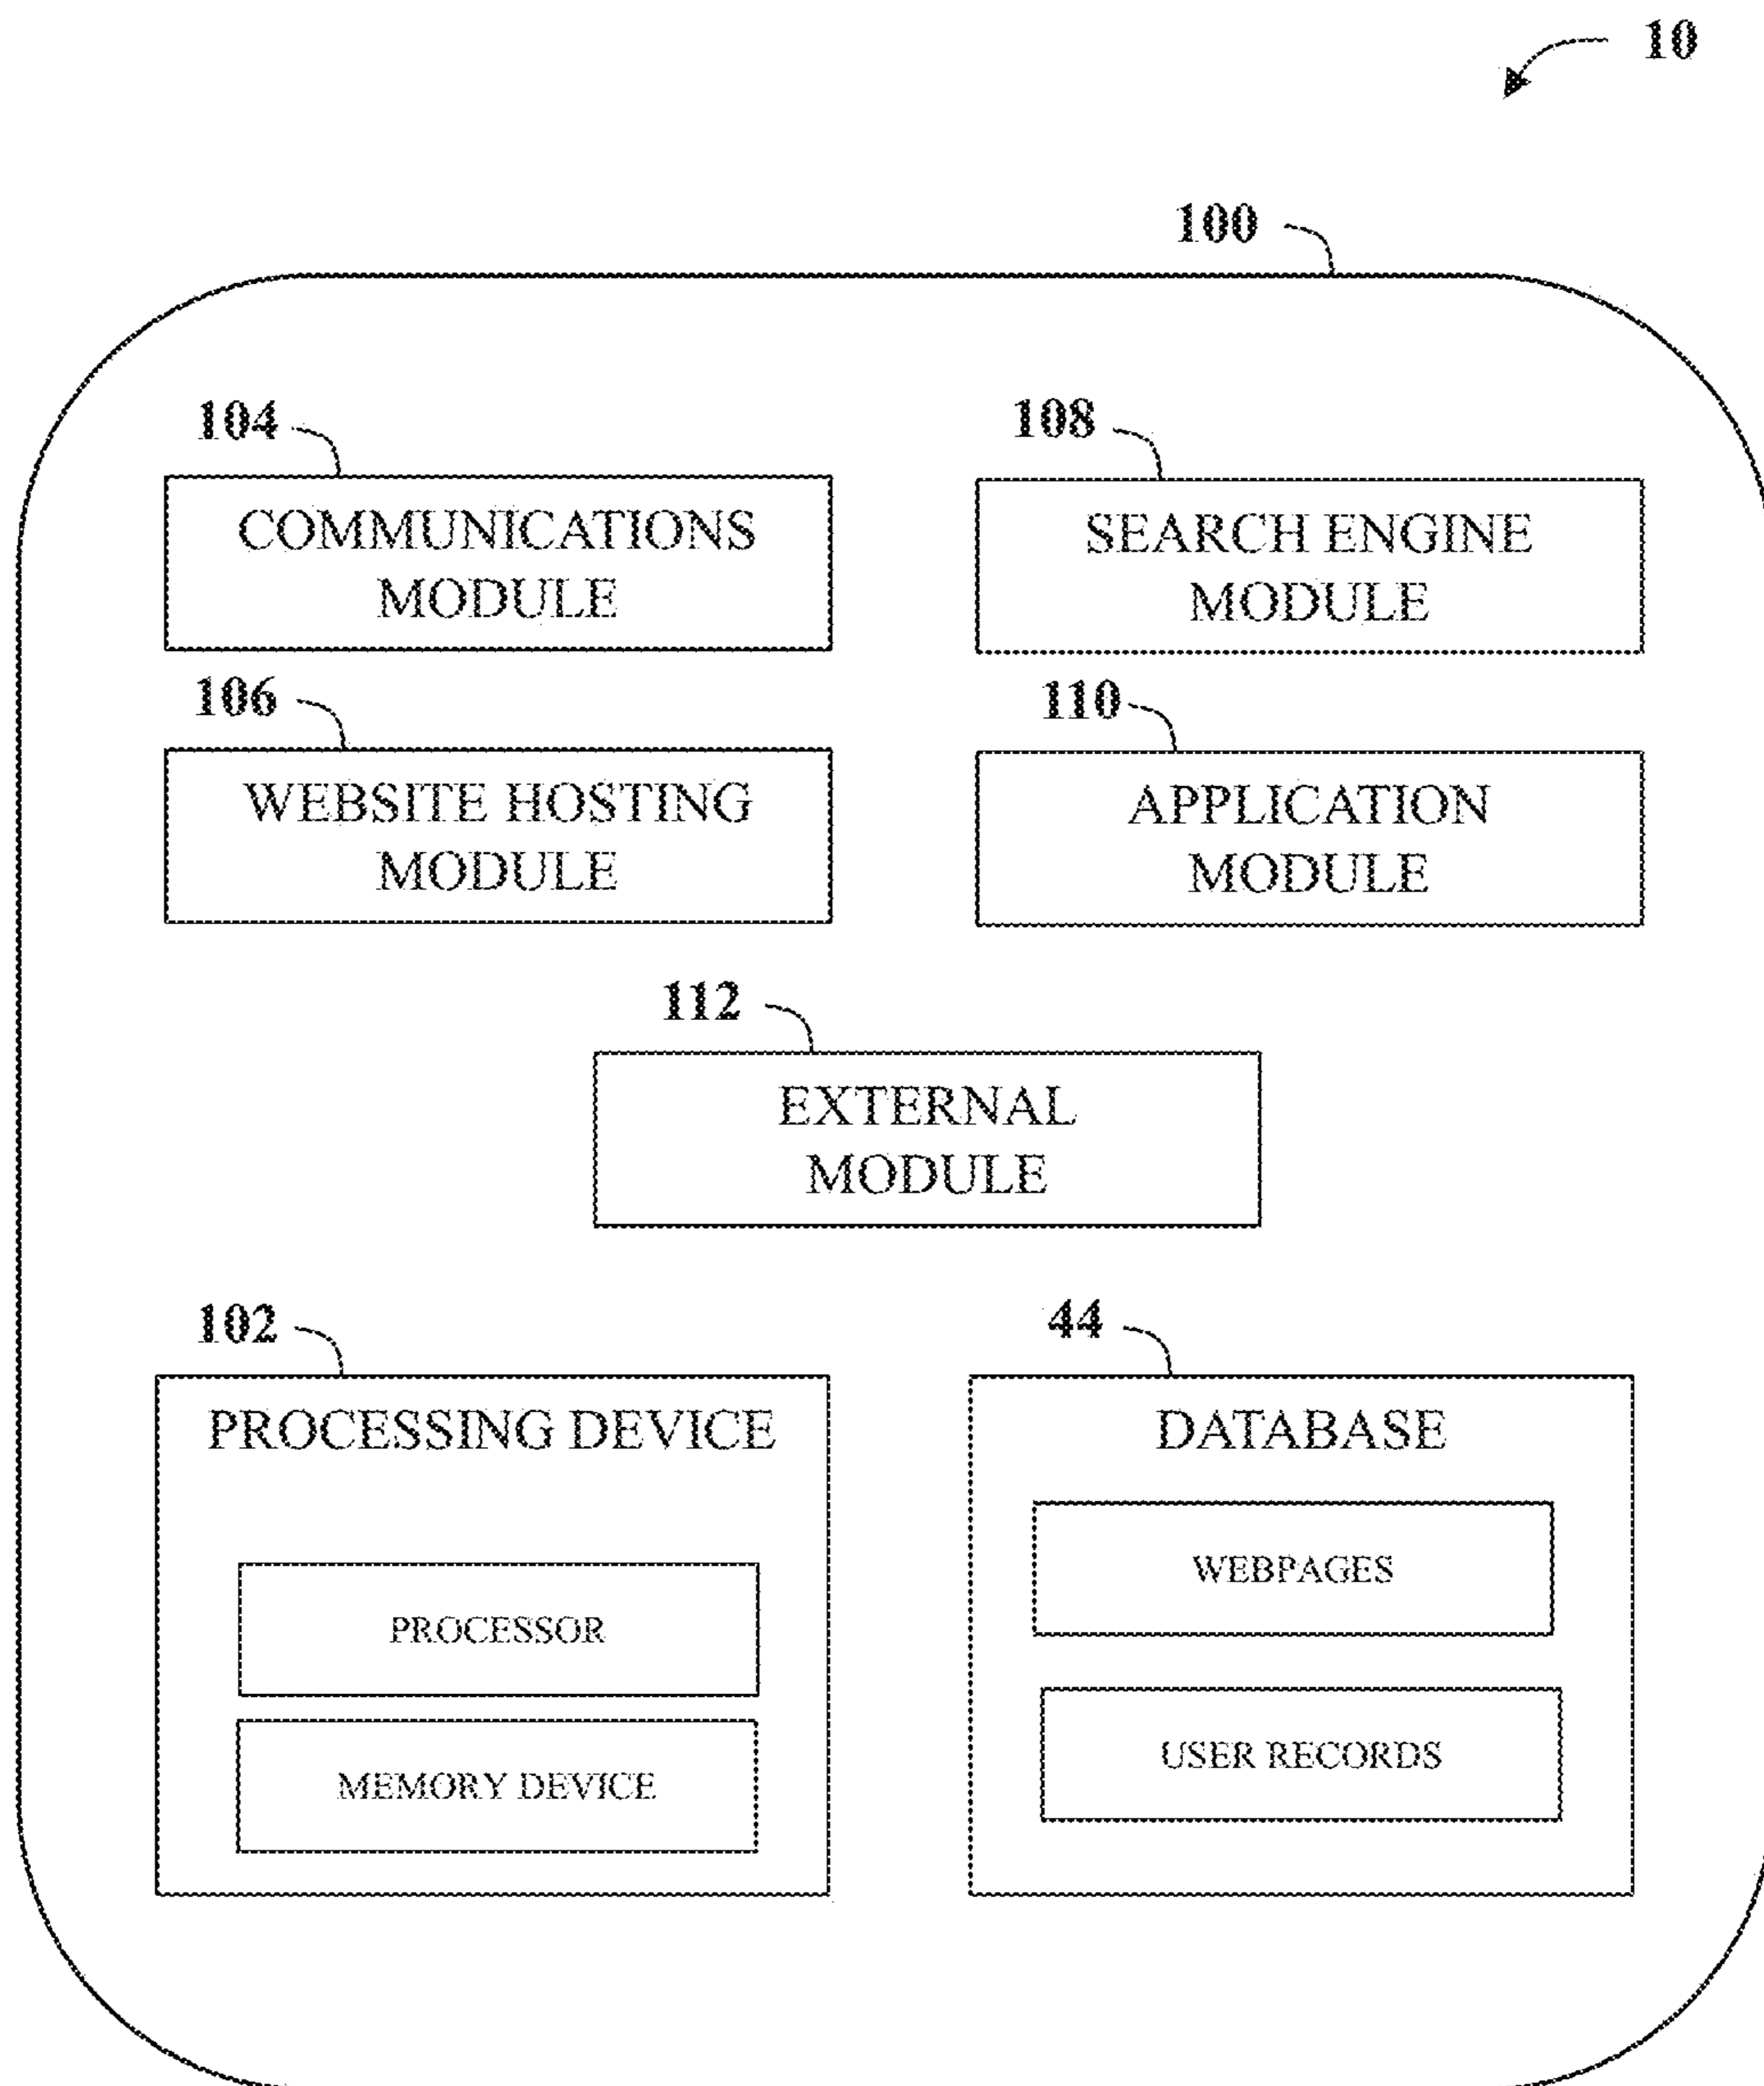 10
100
104
COMMUNICATIONS
MODULE
108
SEARCH ENGINE
MODULE
106
WEBSITE HOSTING
MODULE
110
APPLICATION
MODULE
112
EXTERNAL
MODULE
102
PROCESSING DEVICE
PROCESSOR
MEMORY DEVICE
44
DATABASE
WEBPAGES
USER RECORDS